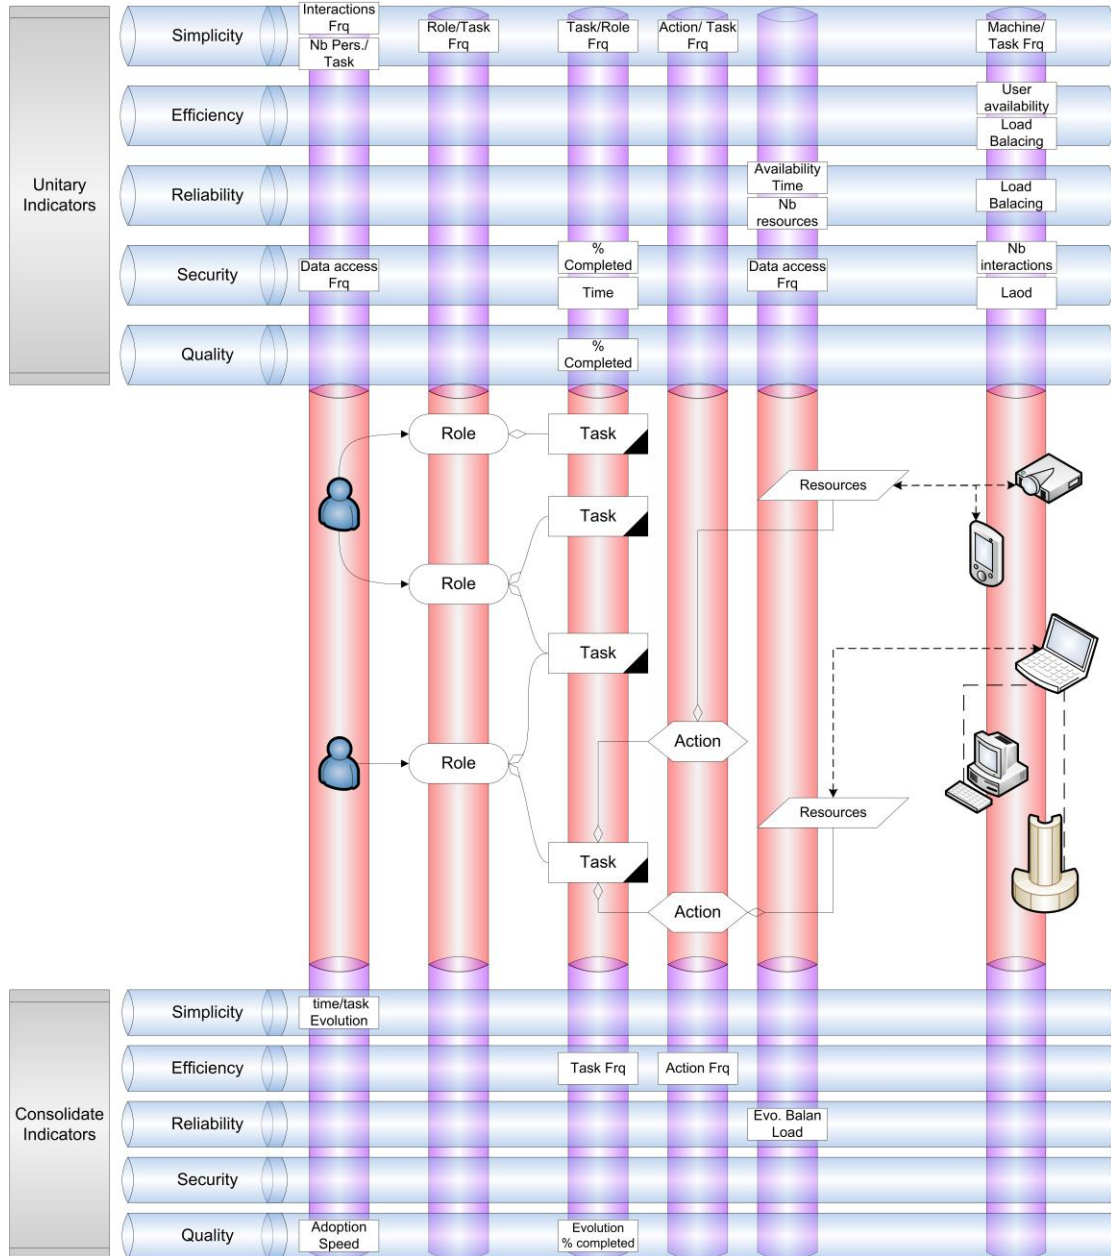 Unitary
Indicators
Simplicity
Interactions
Frq
Nb Pers./
Task
Role/Task
Frq
Task/Role
Frq
Action/ Task
Frq
Machine/
Task Frq
Efficiency
User
availability
Load
Balacing
Reliability
Availability
Time
Nb
resources
Load
Balacing
Security
Data access
Frq
%
Completed
Time
Data access
Frq
Nb
interactions
Laod
Quality
%
Completed
Role
Task
Resources
Task
Role
Task
Action
Role
Resources
Task
Action
Consolidate
Indicators
Simplicity
time/task
Evolution
Efficiency
Task Frq
Action Frq
Reliability
Evo. Balan
Load
Security
Quality
Adoption
Speed
Evolution
% completed